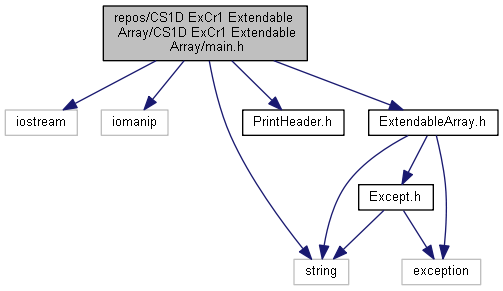 repos/CS1D ExCr1 Extendable
Array/CS1D ExCr1 Extendable
Array/main.h
iostream
iomanip
PrintHeader.h
ExtendableArray.h
Except.h
string
exception